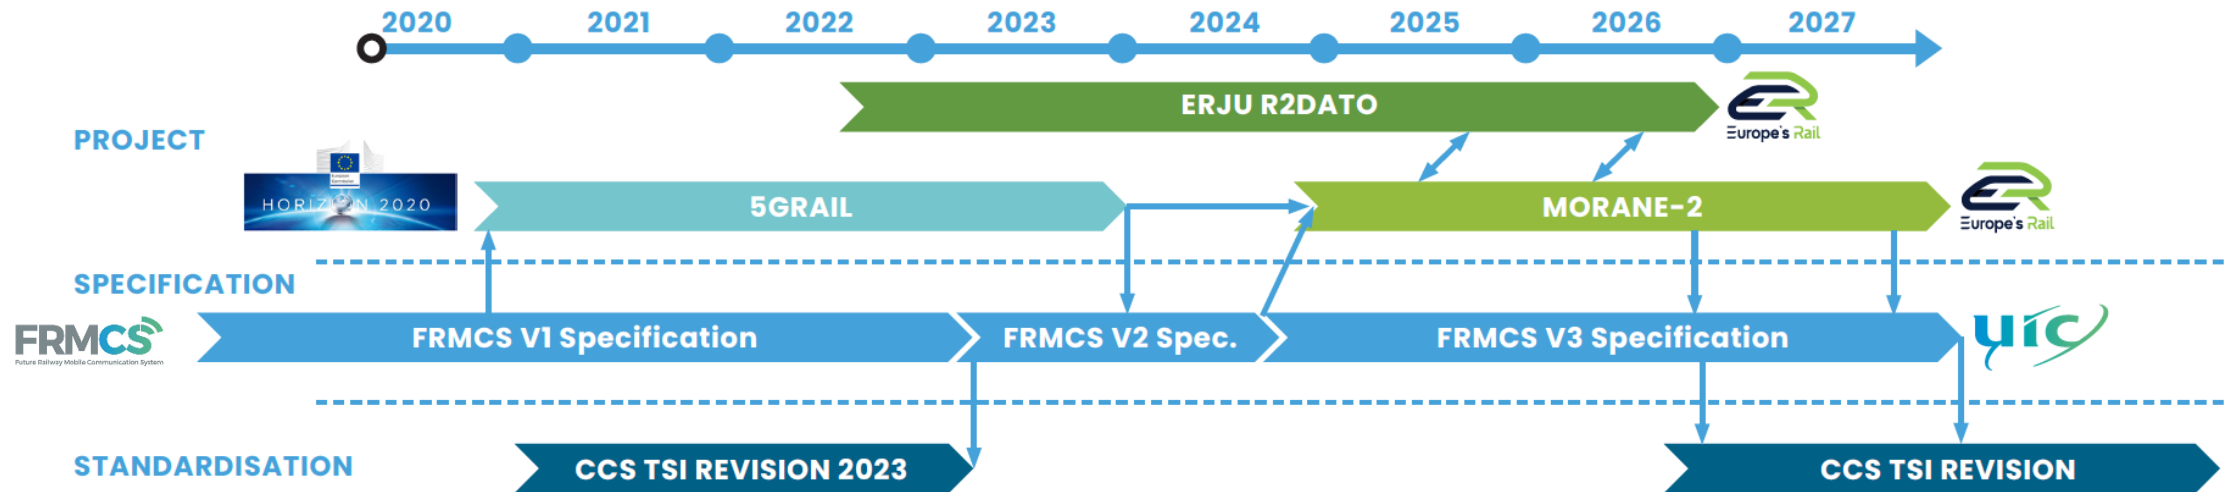 2020 2021 2022 2023 2024 2025 2026 2027
ERJU R2DATO
Europe's Rail
PROJECT
European
Commission
HORIZON 2020
5GRAIL
MORANE-2
Europe's Rail
SPECIFICATION
FRMCS
Future Railway Mobile Communication System
FRMCS V1 Specification
FRMCS V2 Spec.
FRMCS V3 Specification
uic
STANDARDISATION
CCS TSI REVISION 2023
CCS TSI REVISION